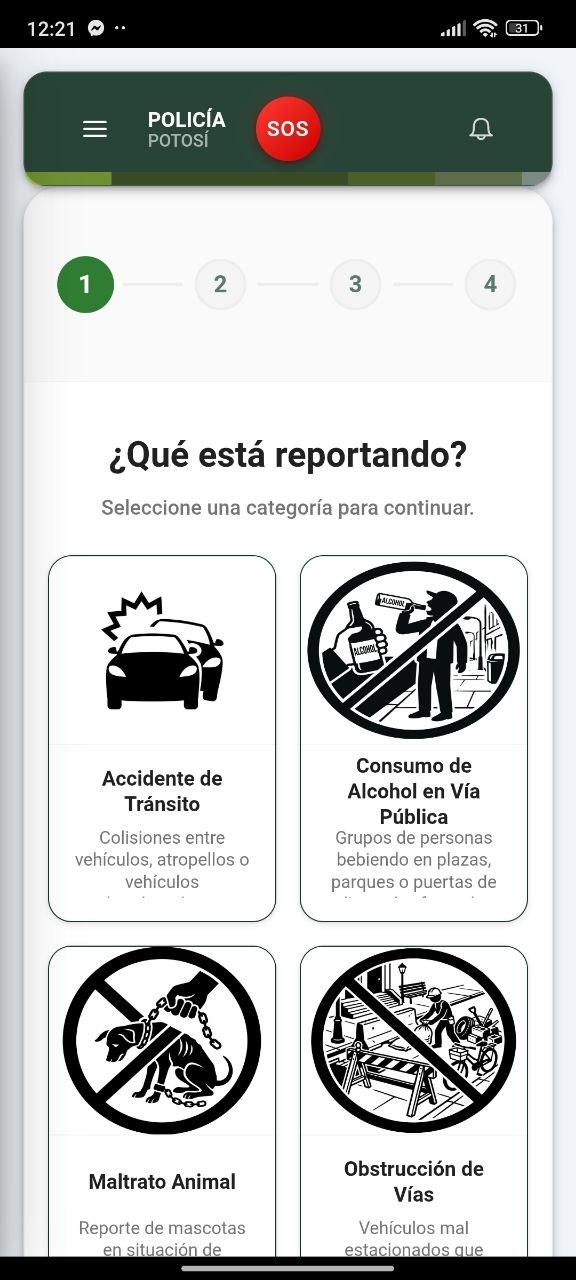 12:21
31
POLICÍA
POTOSÍ
SOS
1
2
3
4
¿Qué está reportando?
Seleccione una categoría para continuar.
ALCOHOL
ALCOHOL
Accidente de
Tránsito
Colisiones entre
vehículos, atropellos o
vehículos
Consumo de
Alcohol en Vía
Pública
Grupos de personas
bebiendo en plazas,
parques o puertas de
Maltrato Animal
Reporte de mascotas
en situación de
Obstrucción de
Vías
Vehículos mal
estacionados que